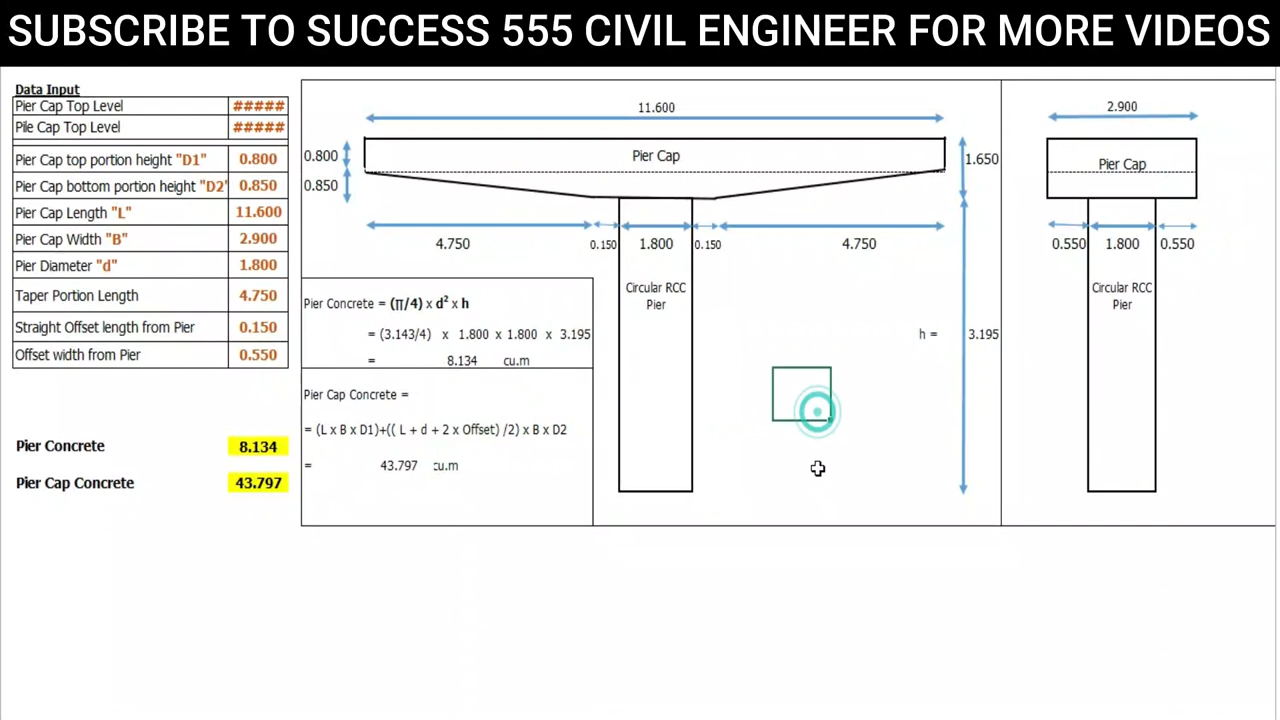 SUBSCRIBE TO SUCCESS 555 CIVIL ENGINEER FOR MORE VIDEOS
Data Input
Pier Cap Top Level #####
Pile Cap Top Level #####
Pier Cap top portion height "D1" 0.800
Pier Cap bottom portion height "D2" 0.850
Pier Cap Length "L" 11.600
Pier Cap Width "B" 2.900
Pier Diameter "d" 1.800
Taper Portion Length 4.750
Straight Offset length from Pier 0.150
Offset width from Pier 0.550
Pier Concrete 8.134
Pier Cap Concrete 43.797
11.600
0.800
Pier Cap
1.650
0.850
4.750 0.150 1.800 0.150 4.750
Circular RCC
Pier
h = 3.195
Pier Concrete = (∏/4) x d² x h
= (3.143/4) x 1.800 x 1.800 x 3.195
= 8.134 cu.m
Pier Cap Concrete =
= (L x B x D1)+(( L + d + 2 x Offset) /2) x B x D2
= 43.797 cu.m
2.900
Pier Cap
0.550 1.800 0.550
Circular RCC
Pier